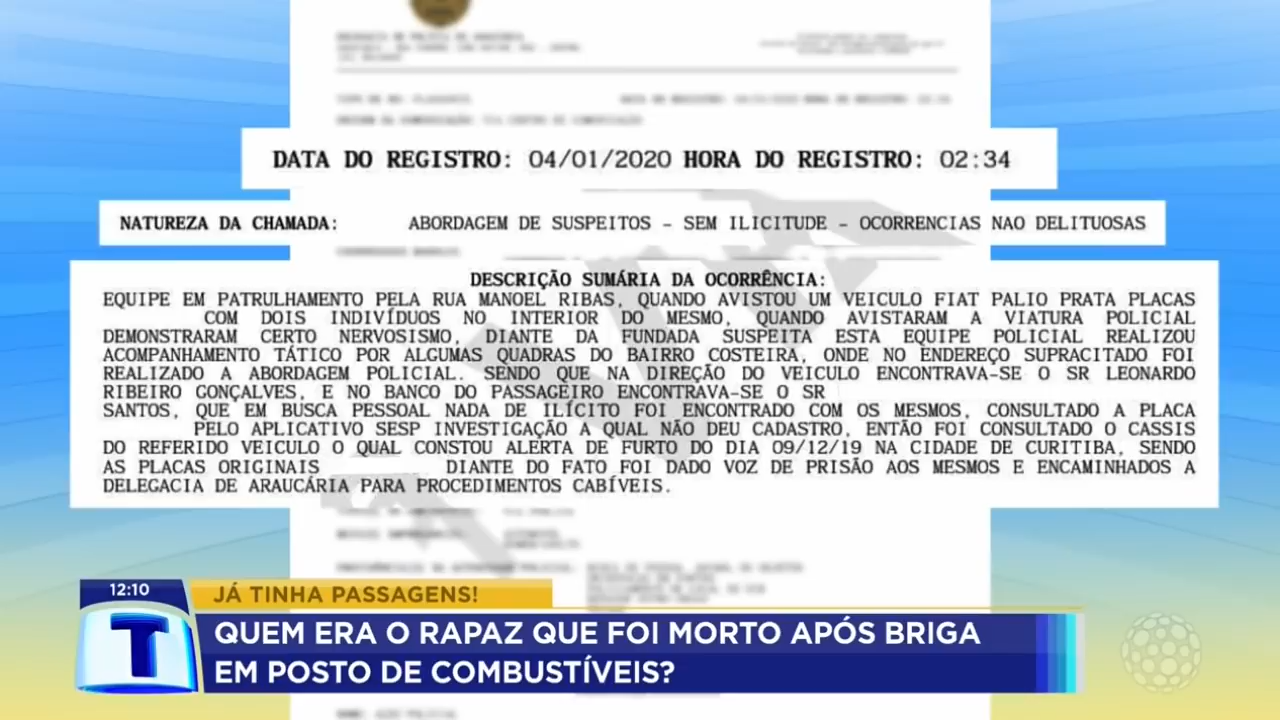 DATA DO REGISTRO: 04/01/2020 HORA DO REGISTRO: 02:34
NATUREZA DA CHAMADA: ABORDAGEM DE SUSPEITOS - SEM ILICITUDE - OCORRENCIAS NAO DELITUOSAS
DESCRIÇÃO SUMÁRIA DA OCORRÊNCIA:
EQUIPE EM PATRULHAMENTO PELA RUA MANOEL RIBAS, QUANDO AVISTOU UM VEICULO FIAT PALIO PRATA PLACAS
COM DOIS INDIVÍDUOS NO INTERIOR DO MESMO, QUANDO AVISTARAM A VIATURA POLICIAL
DEMONSTRARAM CERTO NERVOSISMO, DIANTE DA FUNDADA SUSPEITA ESTA EQUIPE POLICIAL REALIZOU
ACOMPANHAMENTO TÁTICO POR ALGUMAS QUADRAS DO BAIRRO COSTEIRA, ONDE NO ENDEREÇO SUPRACITADO FOI
REALIZADO A ABORDAGEM POLICIAL. SENDO QUE NA DIREÇÃO DO VEICULO ENCONTRAVA-SE O SR LEONARDO
RIBEIRO GONÇALVES, E NO BANCO DO PASSAGEIRO ENCONTRAVA-SE O SR
SANTOS, QUE EM BUSCA PESSOAL NADA DE ILÍCITO FOI ENCONTRADO COM OS MESMOS, CONSULTADO A PLACA
PELO APLICATIVO SESP INVESTIGAÇÃO A QUAL NÃO DEU CADASTRO, ENTÃO FOI CONSULTADO O CASSIS
DO REFERIDO VEICULO O QUAL CONSTOU ALERTA DE FURTO DO DIA 09/12/19 NA CIDADE DE CURITIBA, SENDO
AS PLACAS ORIGINAIS DIANTE DO FATO FOI DADO VOZ DE PRISÃO AOS MESMOS E ENCAMINHADOS A
DELEGACIA DE ARAUCÁRIA PARA PROCEDIMENTOS CABÍVEIS.
12:10
JÁ TINHA PASSAGENS!
T
QUEM ERA O RAPAZ QUE FOI MORTO APÓS BRIGA
EM POSTO DE COMBUSTÍVEIS?